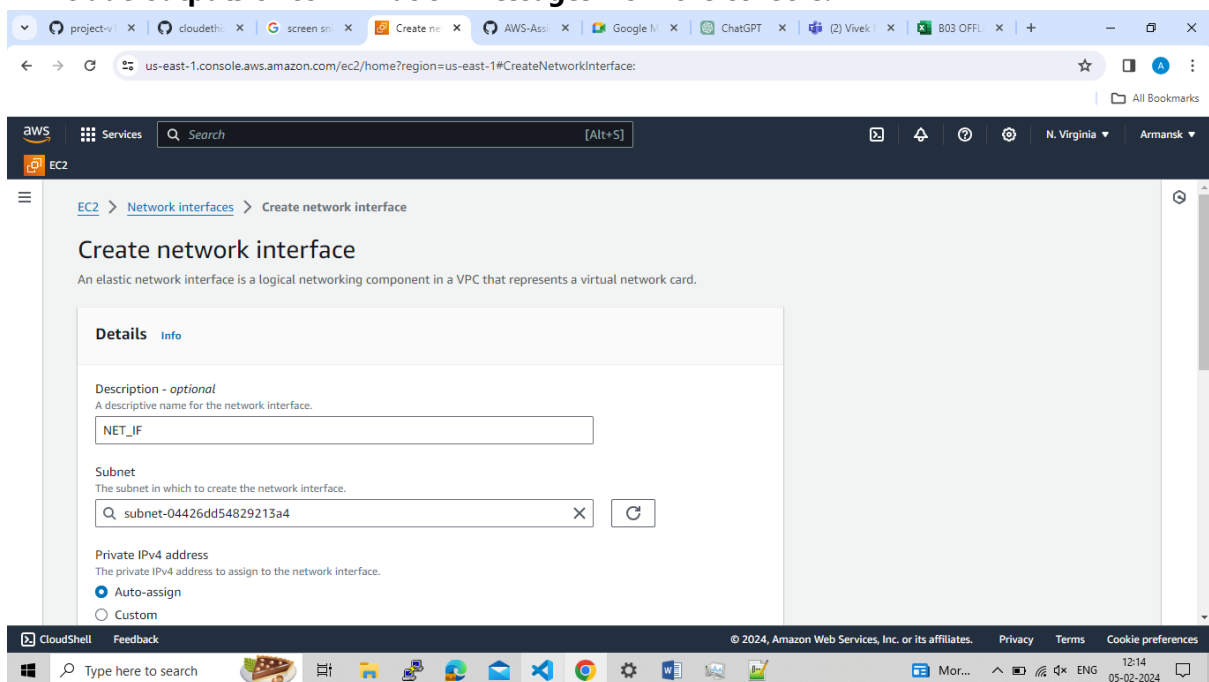 project-v1
cloudethi
screen sni
Create ne
AWS-Assi
Google M
ChatGPT
(2) Vivek
B03 OFFLI
us-east-1.console.aws.amazon.com/ec2/home?region=us-east-1#CreateNetworkInterface:
A
All Bookmarks
aws
Services
Search
[Alt+S]
N. Virginia
Armansk
EC2
EC2 > Network interfaces > Create network interface
Create network interface
An elastic network interface is a logical networking component in a VPC that represents a virtual network card.
Details Info
Description - optional
A descriptive name for the network interface.
NET_IF
Subnet
The subnet in which to create the network interface.
subnet-04426dd54829213a4
Private IPv4 address
The private IPv4 address to assign to the network interface.
Auto-assign
Custom
CloudShell Feedback © 2024, Amazon Web Services, Inc. or its affiliates. Privacy Terms Cookie preferences
Type here to search
Mor...
ENG
12:14
05-02-2024